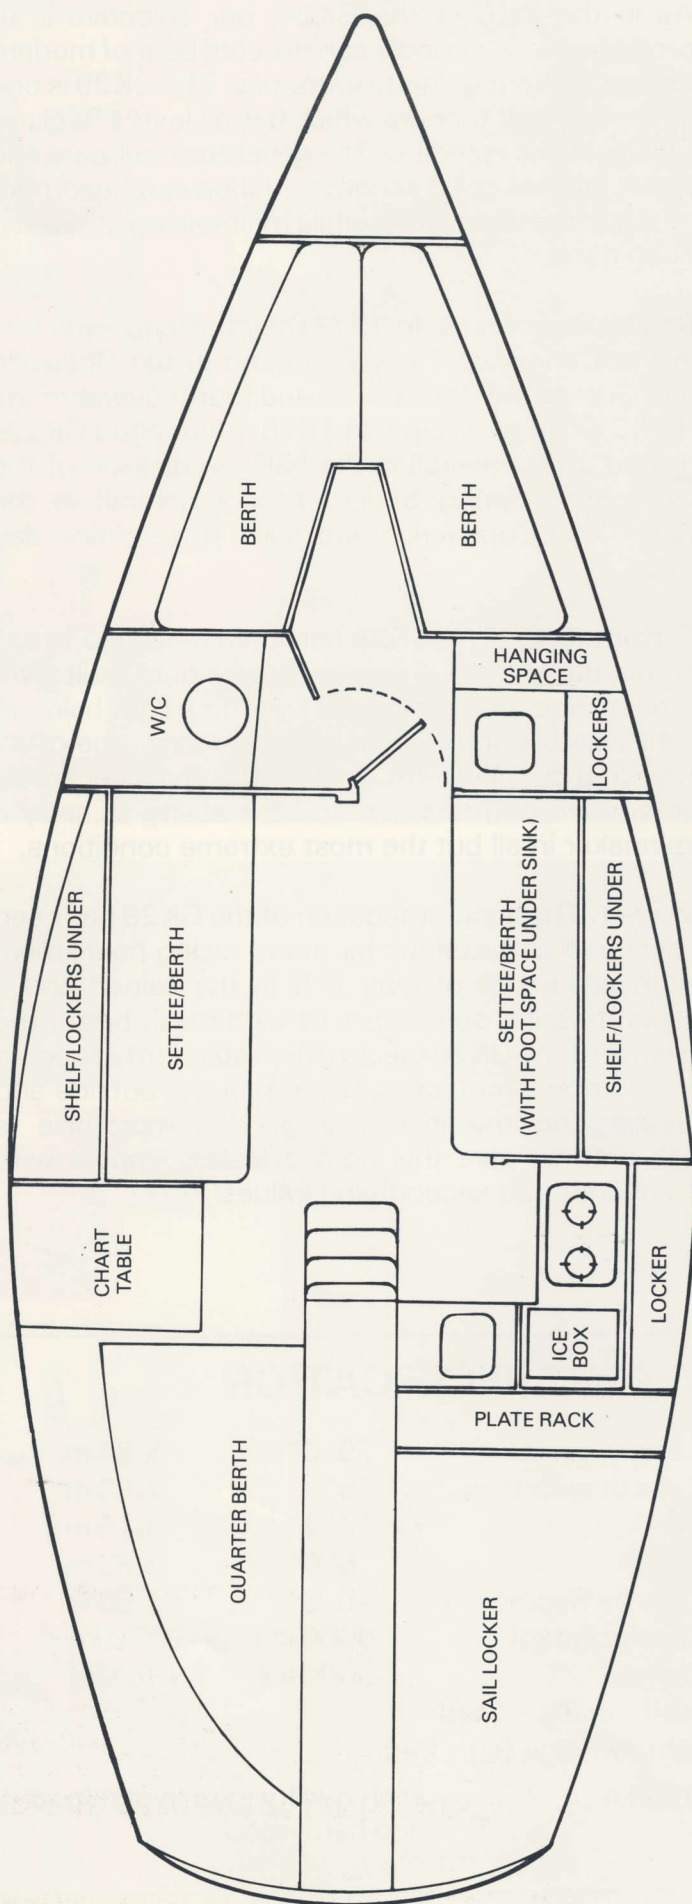 BERTH
BERTH
HANGING
SPACE
W/C
LOCKERS
SHELF/LOCKERS UNDER
SETTEE/BERTH
SETTEE/BERTH
(WITH FOOT SPACE UNDER SINK)
SHELF/LOCKERS UNDER
CHART
TABLE
LOCKER
ICE
BOX
PLATE RACK
QUARTER BERTH
SAIL LOCKER